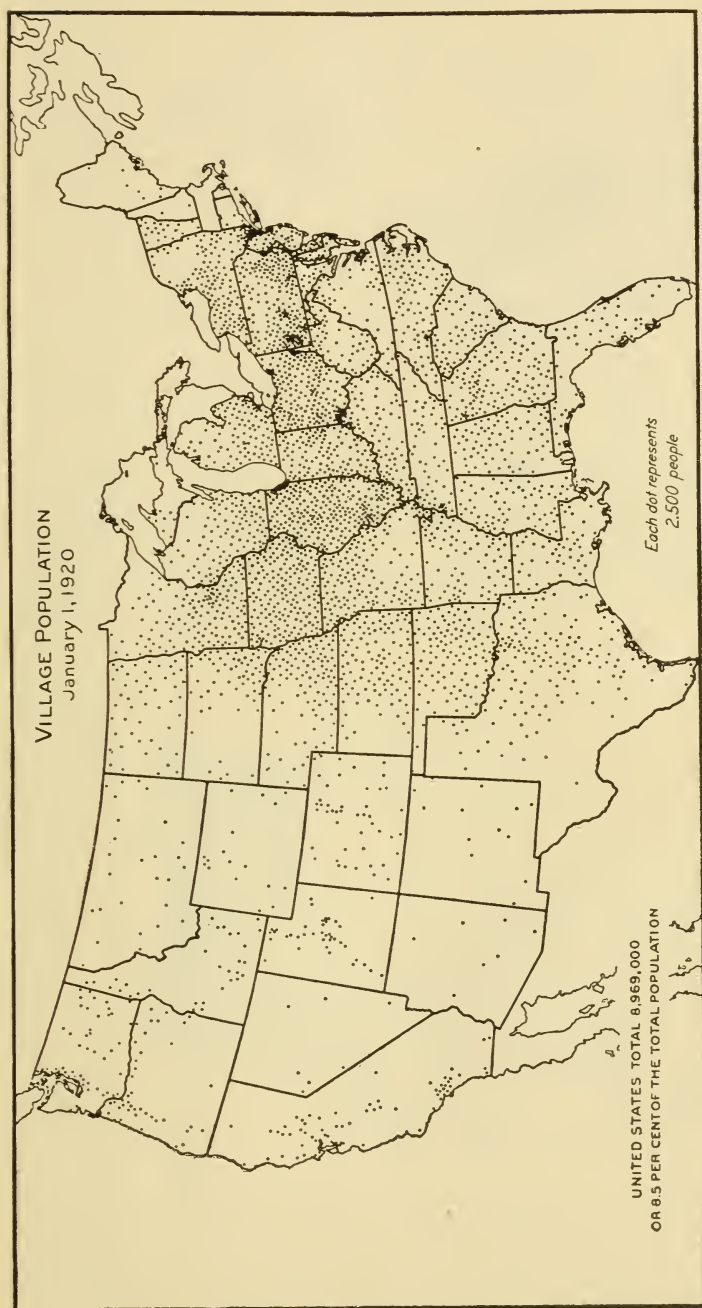 VILLAGE POPULATION
January 1, 1920
Each dot represents
2.500 people
UNITED STATES TOTAL 8,969,000
OR 8.5 PER CENT OF THE TOTAL POPULATION